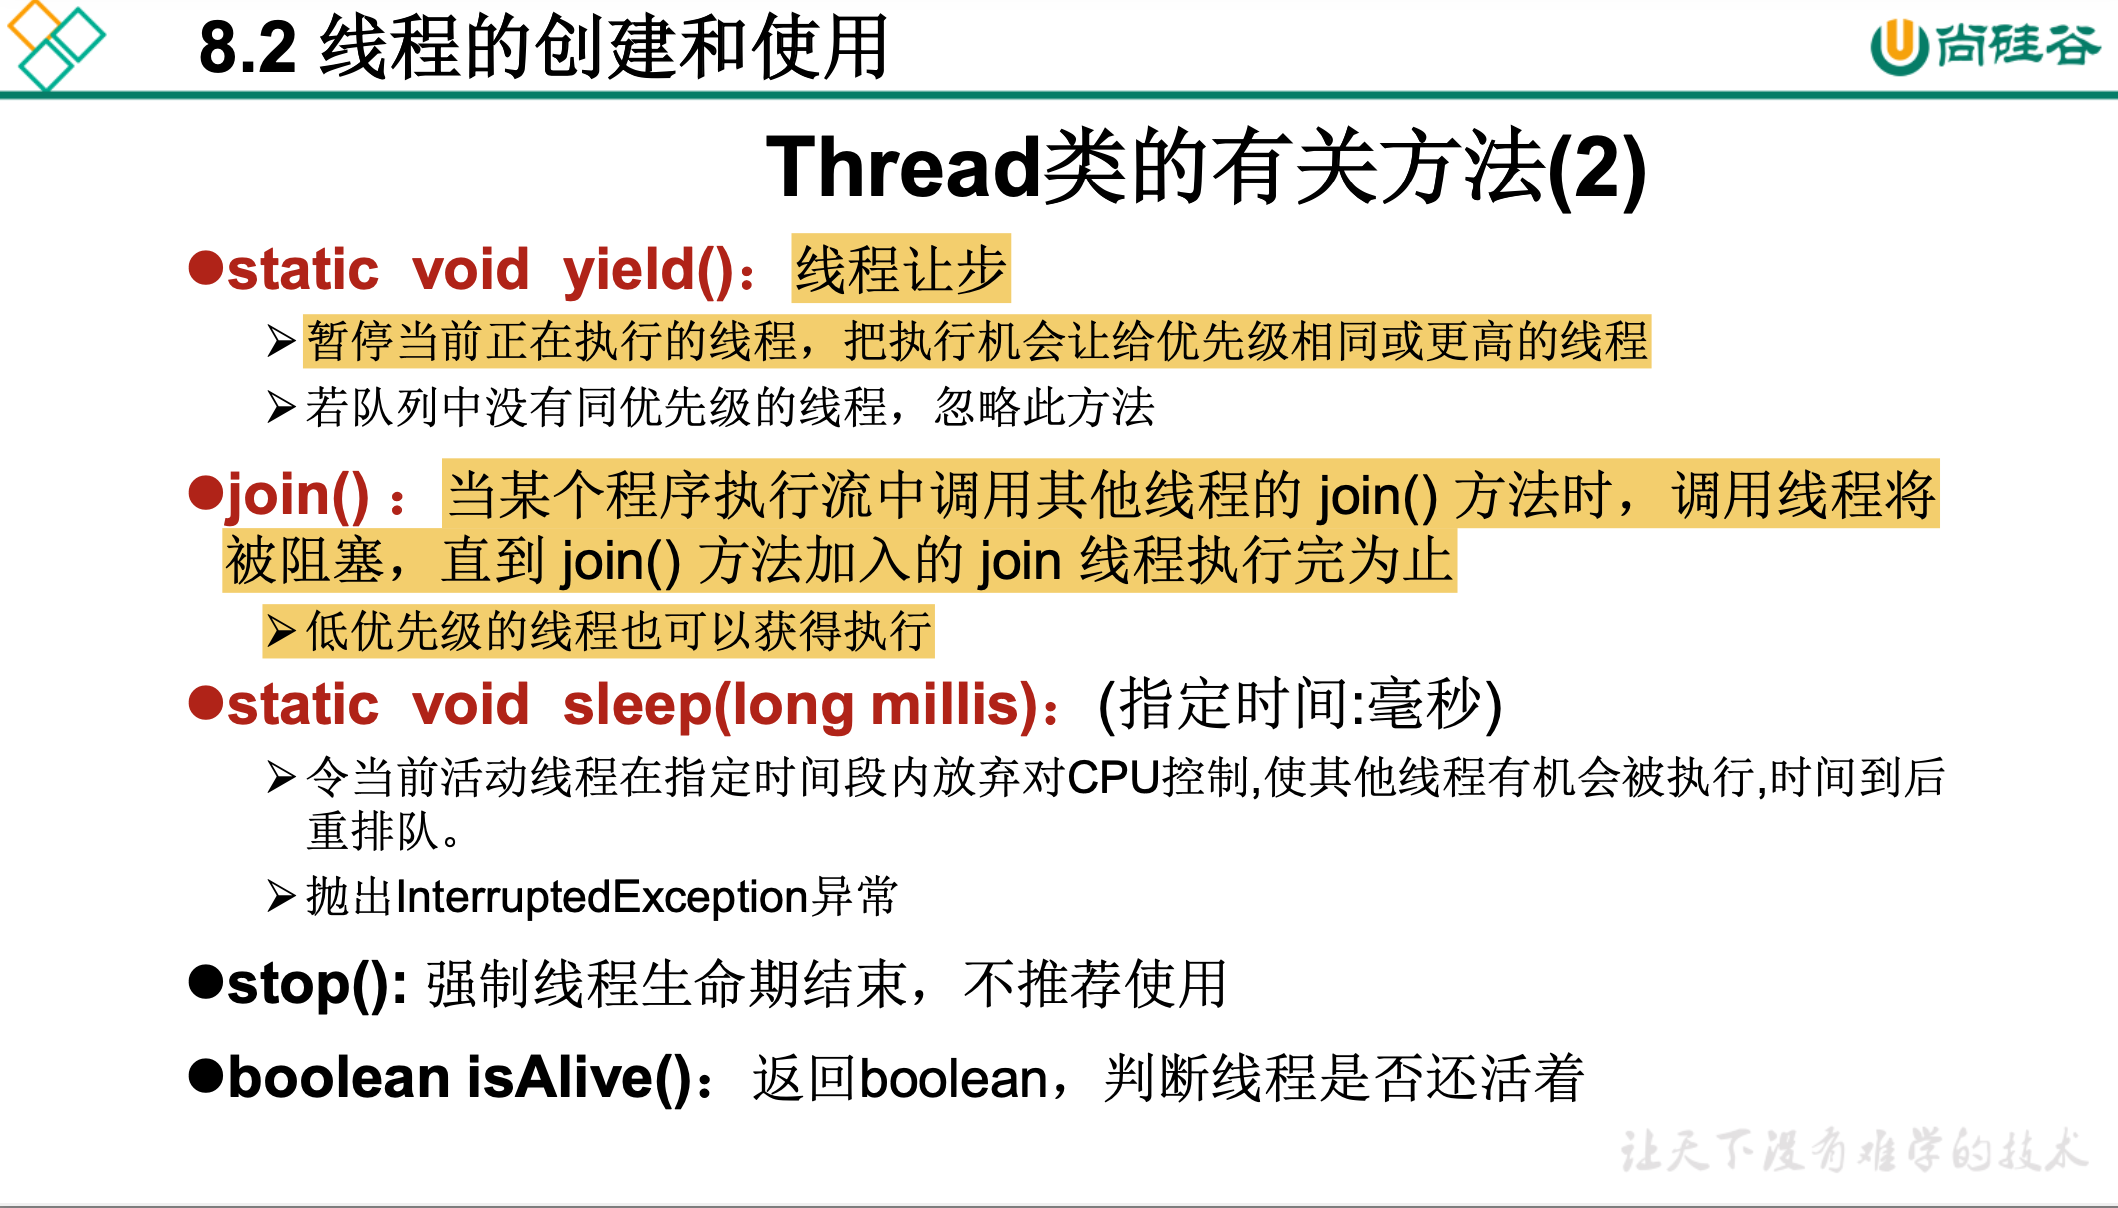 8.2 线程的创建和使用
尚硅谷
Thread类的有关方法(2)
●static void yield()：线程让步
➢暂停当前正在执行的线程，把执行机会让给优先级相同或更高的线程
➢若队列中没有同优先级的线程，忽略此方法
●join() ：当某个程序执行流中调用其他线程的 join() 方法时，调用线程将
被阻塞，直到 join() 方法加入的 join 线程执行完为止
➢低优先级的线程也可以获得执行
●static void sleep(long millis)：(指定时间:毫秒)
➢令当前活动线程在指定时间段内放弃对CPU控制,使其他线程有机会被执行,时间到后
重排队。
➢抛出InterruptedException异常
●stop(): 强制线程生命期结束，不推荐使用
●boolean isAlive()：返回boolean，判断线程是否还活着
让天下没有难学的技术